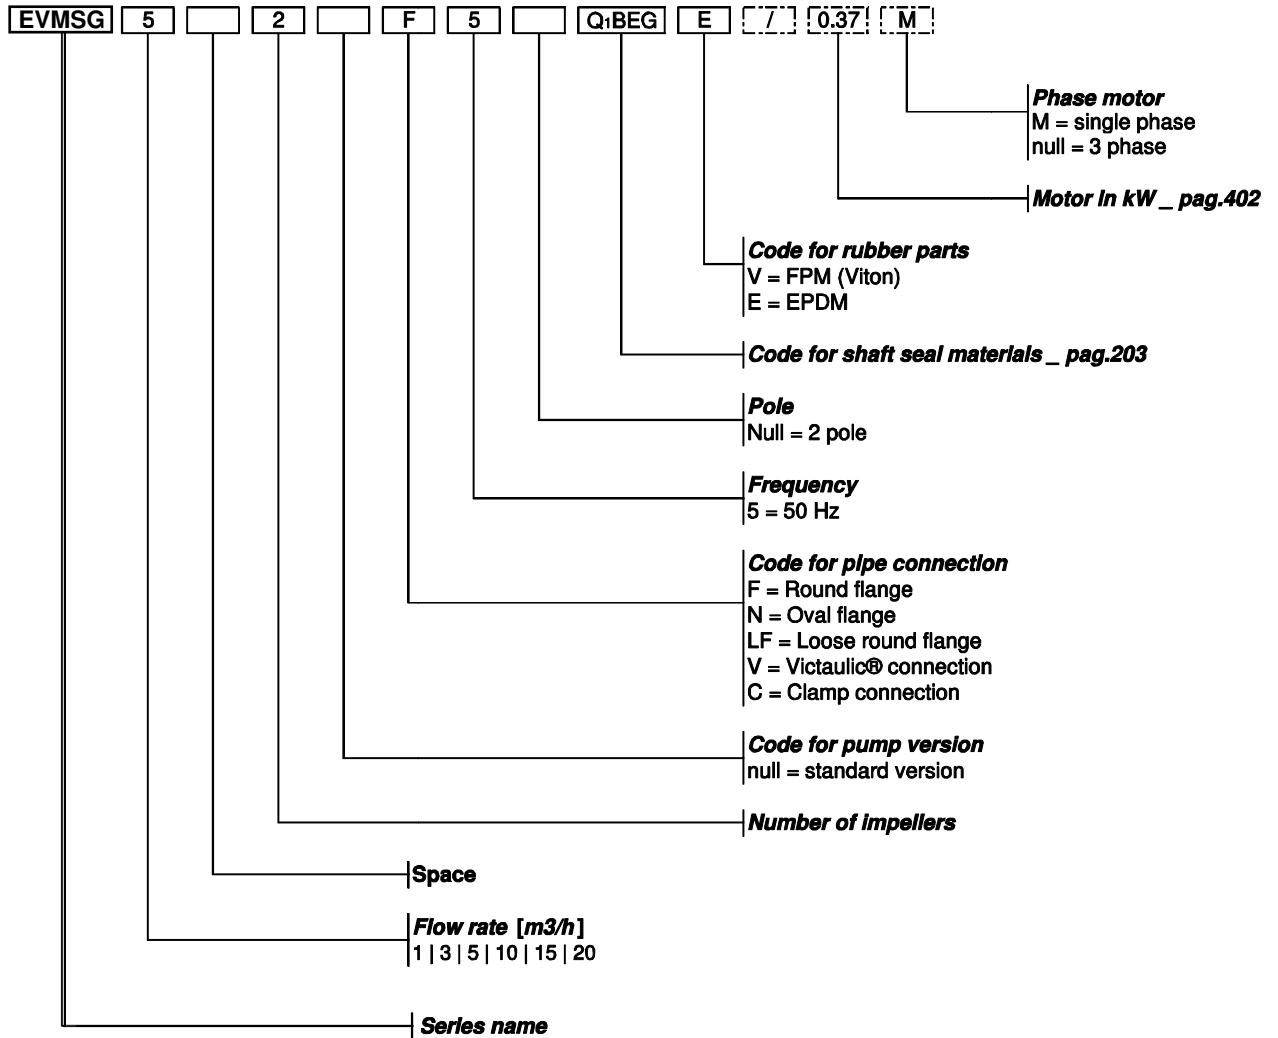 EVMSG 5 2 F 5 Q1BEG E / 0.37 M
Phase motor
M = single phase
null = 3 phase
Motor in kW _ pag.402
Code for rubber parts
V = FPM (Viton)
E = EPDM
Code for shaft seal materials _ pag.203
Pole
Null = 2 pole
Frequency
5 = 50 Hz
Code for pipe connection
F = Round flange
N = Oval flange
LF = Loose round flange
V = Victaulic® connection
C = Clamp connection
Code for pump version
null = standard version
Number of impellers
Space
Flow rate [m3/h]
1 | 3 | 5 | 10 | 15 | 20
Series name